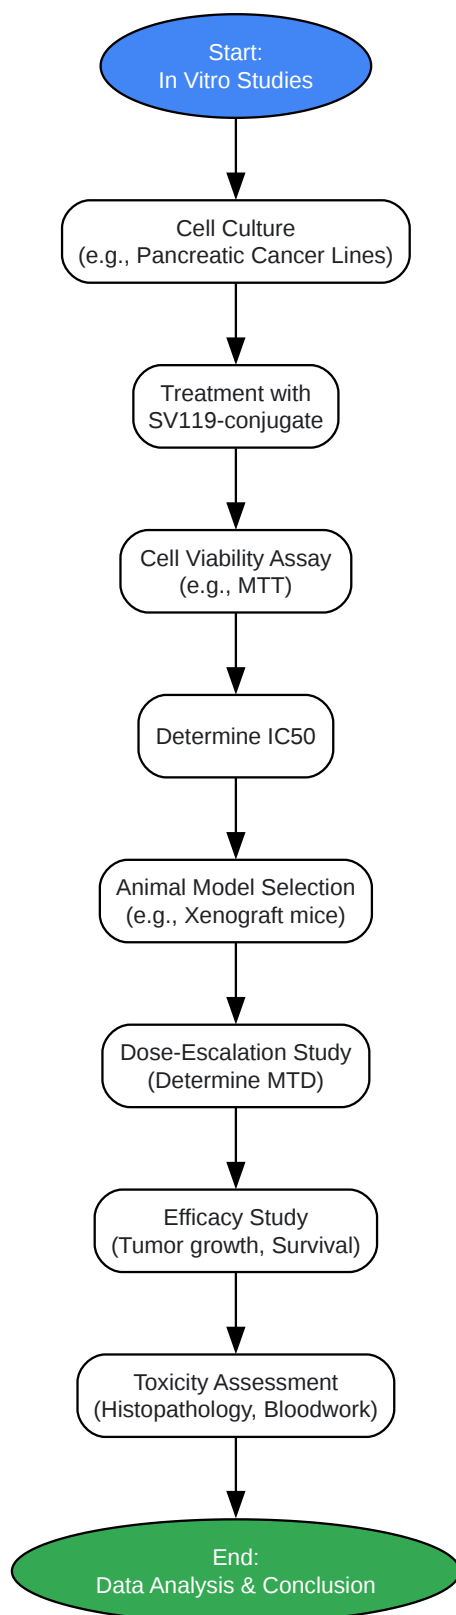 Start:
In Vitro Studies
Cell Culture
(e.g., Pancreatic Cancer Lines)
Treatment with
SV119-conjugate
Cell Viability Assay
(e.g., MTT)
Determine IC50
Animal Model Selection
(e.g., Xenograft mice)
Dose-Escalation Study
(Determine MTD)
Efficacy Study
(Tumor growth, Survival)
Toxicity Assessment
(Histopathology, Bloodwork)
End:
Data Analysis & Conclusion